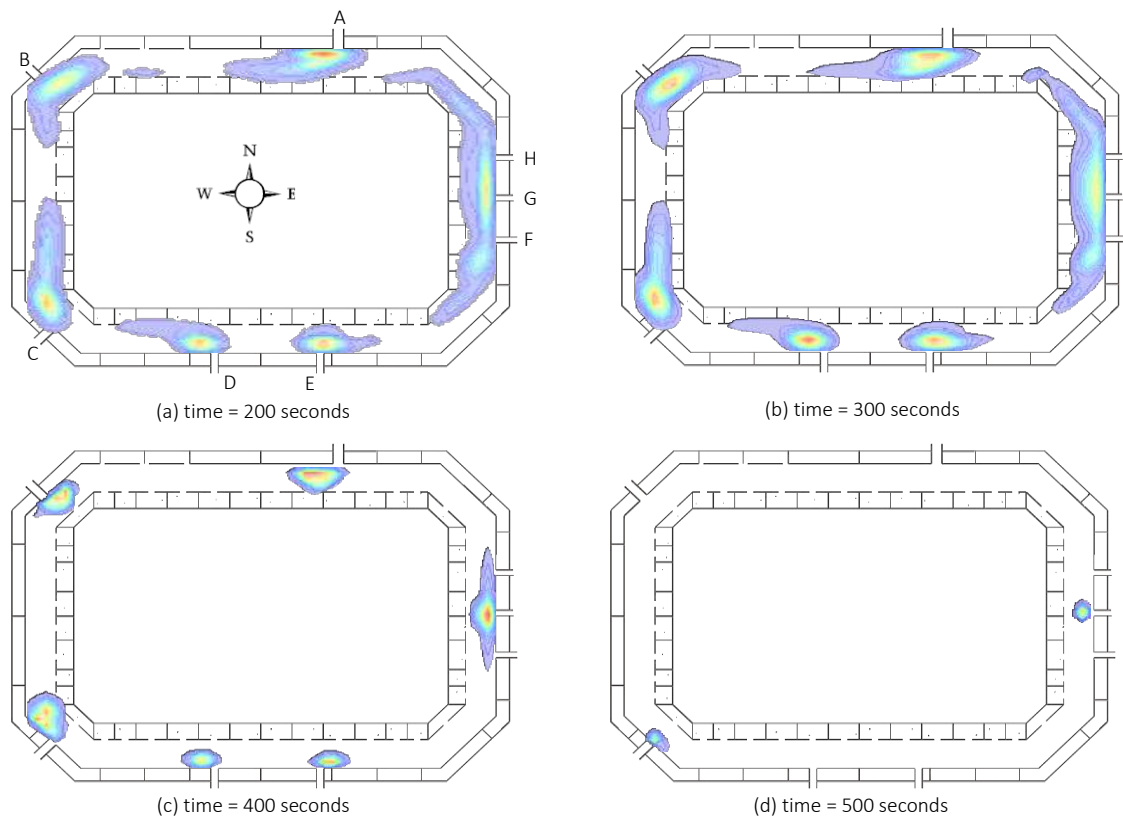 A
B
N
W E
S
H
G
F
C
D
E
(a) time = 200 seconds
(b) time = 300 seconds
(c) time = 400 seconds
(d) time = 500 seconds